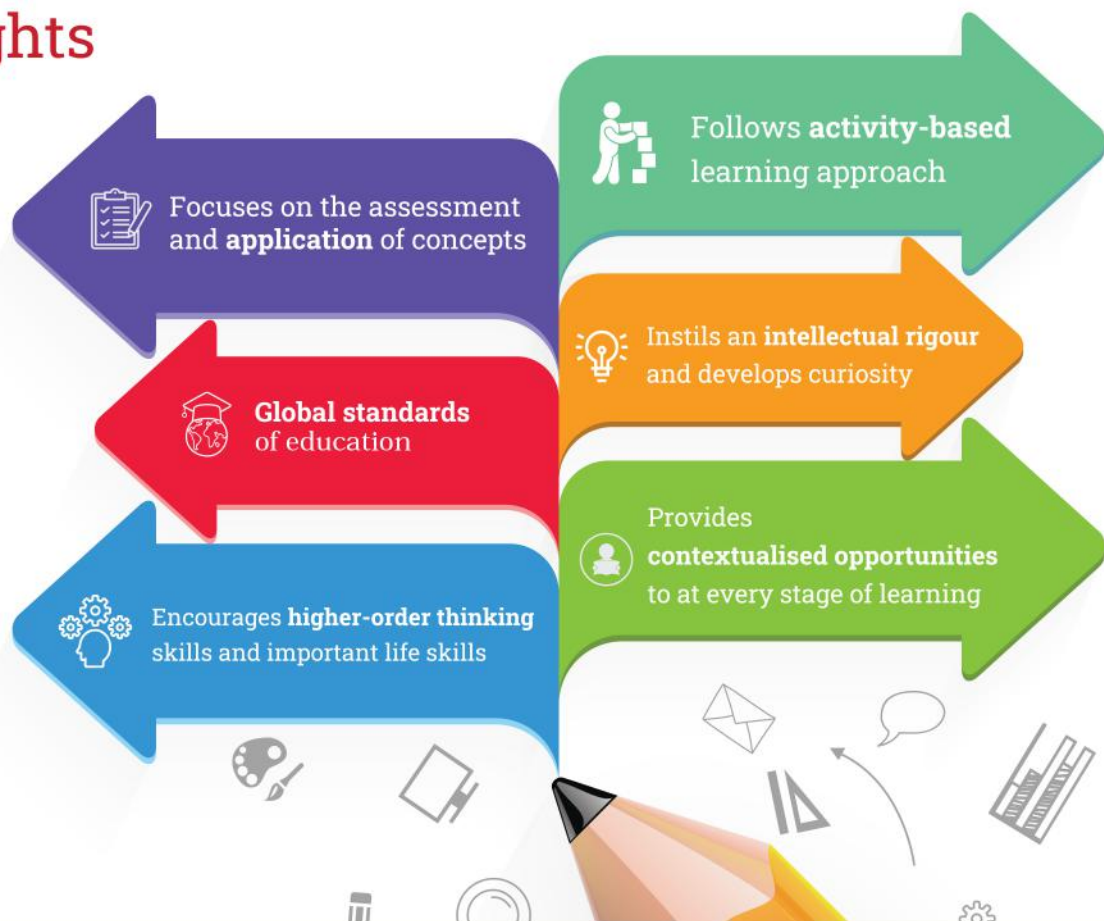 ghts
Focuses on the assessment
and application of concepts
Global standards
of education
Encourages higher-order thinking
skills and important life skills
Follows activity-based
learning approach
Instils an intellectual rigour
and develops curiosity
Provides
contextualised opportunities
to at every stage of learning